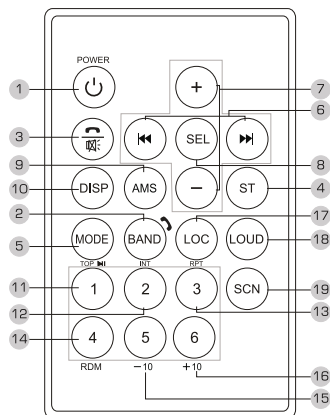 POWER
1
+
7
6
3
SEL
9
8
10
DISP
AMS
−
ST
4
2
17
5
MODE
BAND
LOC
LOUD
18
TOP
INT
RPT
11
1
2
3
SCN
19
12
13
14
4
5
6
RDM
−10
+10
16
15